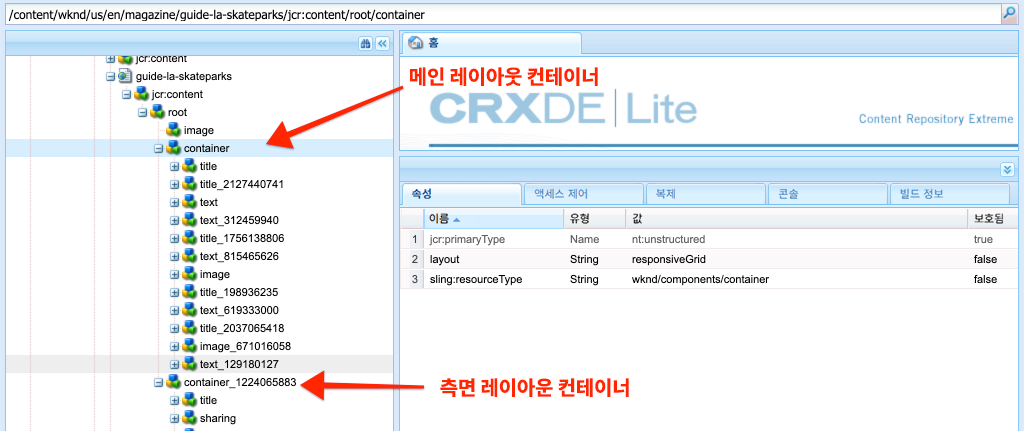 /content/wknd/us/en/magazine/guide-la-skateparks/jcr:content/root/container
jcr:content
guide-la-skateparks
jcr:content
root
image
container
title
title_2127440741
text
text_312459940
title_1756138806
text_815465626
image
title_198936235
text_619333000
title_2037065418
image_671016058
text_129180127
container_1224065883
title
sharing
메인 레이아웃 컨테이너
측면 레이아운 컨테이너
홈
CRXDE Lite
Content Repository Extreme
속성 액세스 제어 복제 콘솔 빌드 정보
이름 유형 값 보호됨
1 jcr:primaryType Name nt:unstructured true
2 layout String responsiveGrid false
3 sling:resourceType String wknd/components/container false